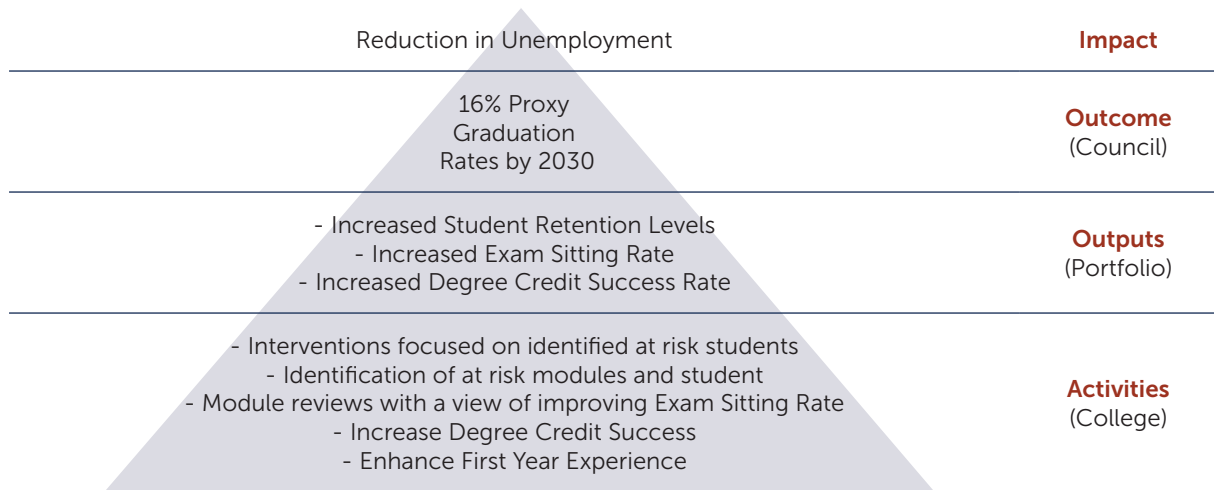 Reduction in Unemployment
Impact
16% Proxy
Graduation
Rates by 2030
Outcome
(Council)
- Increased Student Retention Levels
- Increased Exam Sitting Rate
- Increased Degree Credit Success Rate
Outputs
(Portfolio)
- Interventions focused on identified at risk students
- Identification of at risk modules and student
- Module reviews with a view of improving Exam Sitting Rate
- Increase Degree Credit Success
- Enhance First Year Experience
Activities
(College)